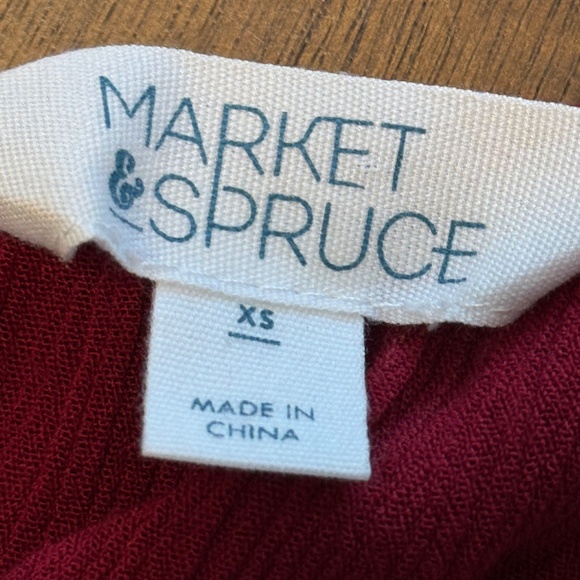 MARKET
& SPRUCE
XS
MADE IN
CHINA